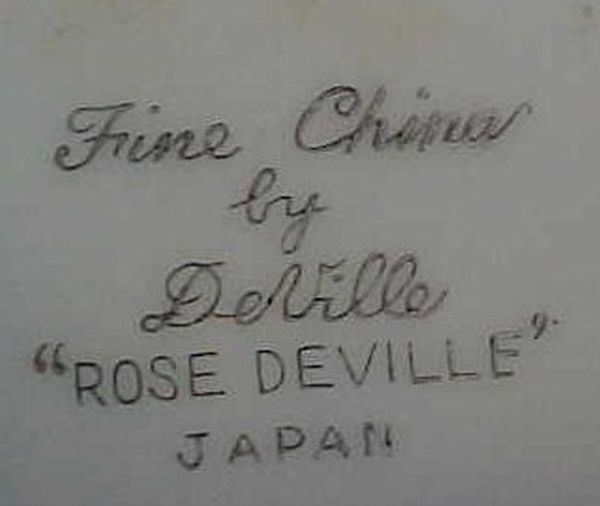 Fine China
by
DeVille
“ROSE DEVILLE”
JAPAN